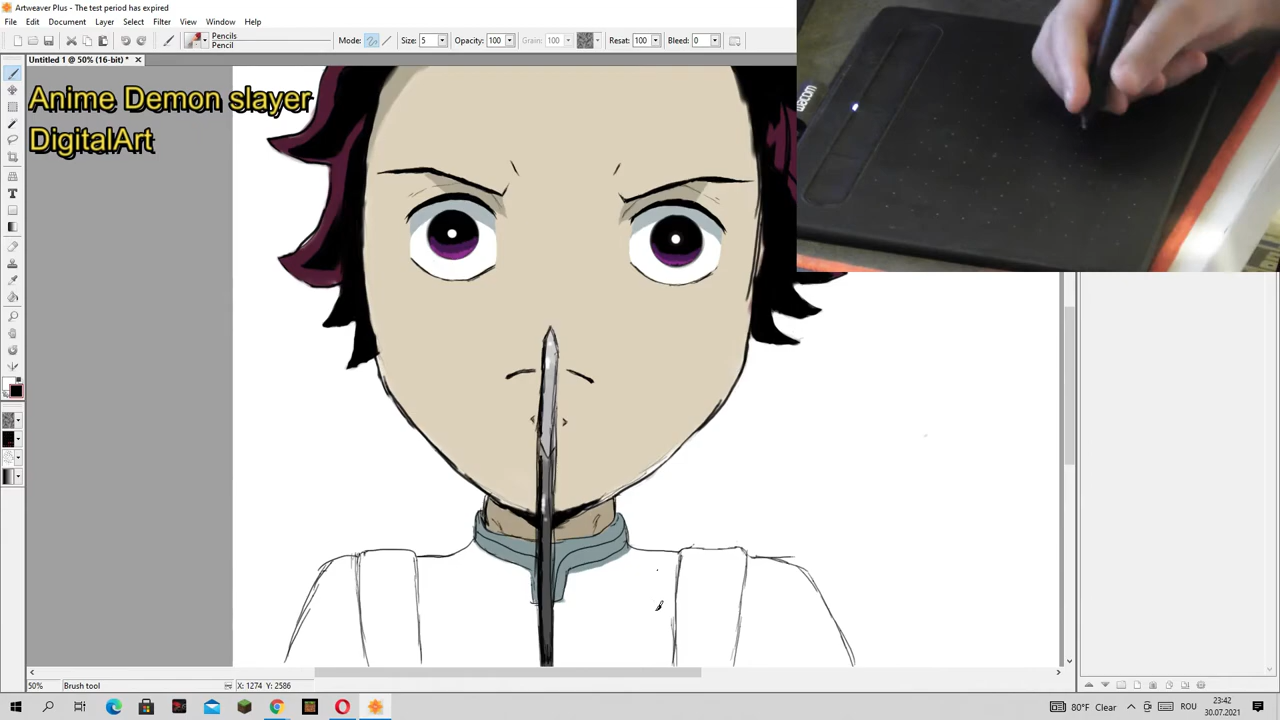 Artweaver Plus - The test period has expired
File Edit Document Layer Select Filter View Window Help
Pencils
Pencil
Mode: Size: 5 Opacity: 100 Grain: 100 Resat: 100 Bleed: 0
Untitled 1 @ 50% (16-bit) *
Anime Demon slayer
DigitalArt
wacom
50% Brush tool X: 1274 Y: 2586
80°F Clear ROU 23:42
30.07.2021